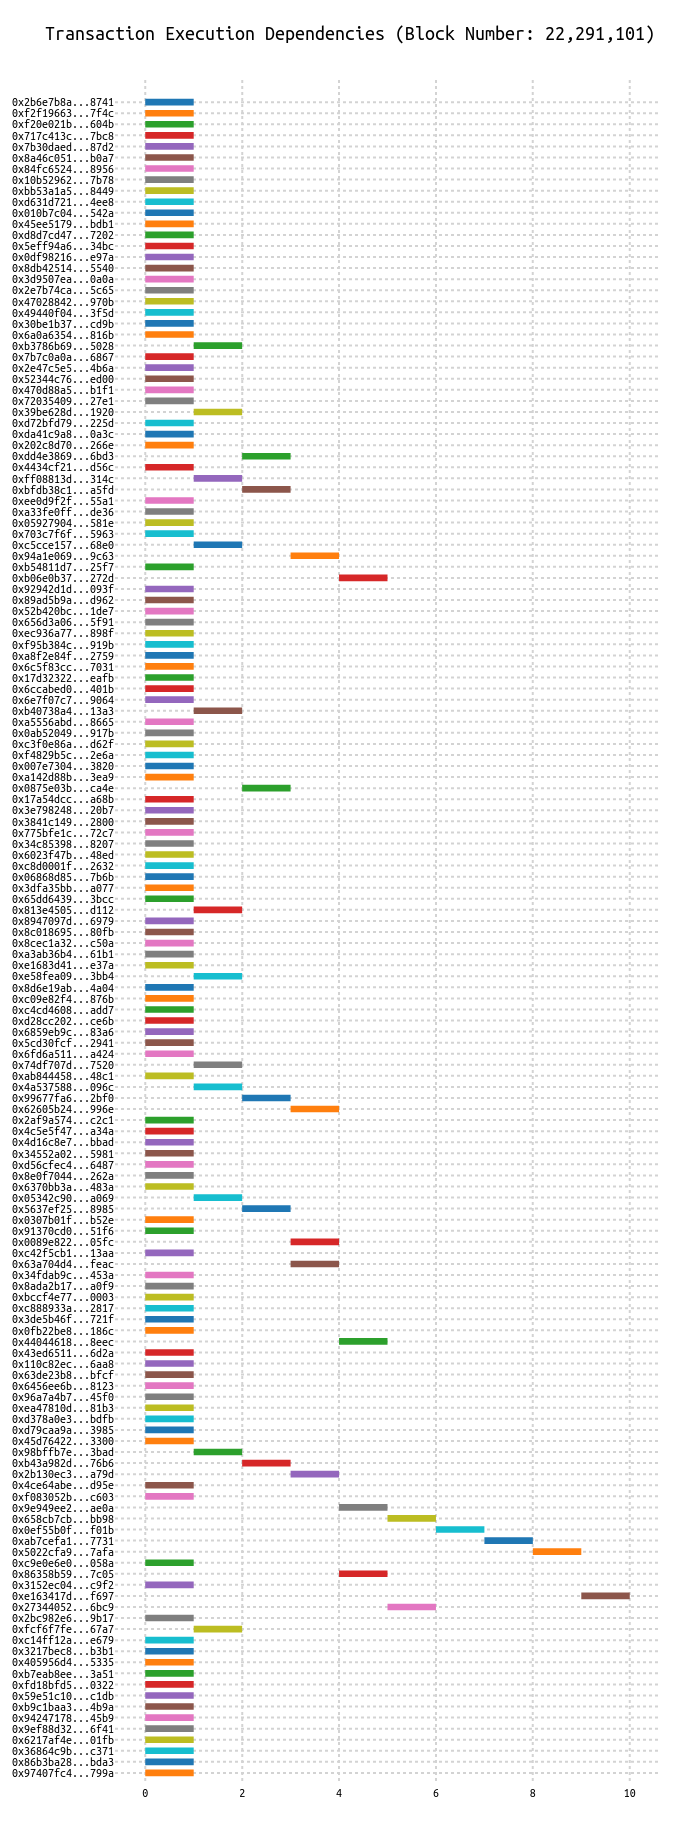 Transaction Execution Dependencies (Block Number: 22,291,101)
0x2b6e7b8a...8741
0xf2f19663...7f4c
0xf20e021b...604b
0x717c413c...7bc8
0x7b30daed...87d2
0x8a46c051...b0a7
0x84fc6524...8956
0x10b52962...7b78
0xbb53a1a5...8449
0xd631d721...4ee8
0x010b7c04...542a
0x45ee5179...bdb1
0xd8d7cd47...7202
0x5eff94a6...34bc
0x0df98216...e97a
0x8db42514...5540
0x3d9507ea...0a0a
0x2e7b74ca...5c65
0x47028842...970b
0x49440f04...3f5d
0x30be1b37...cd9b
0x6a0a6354...816b
0xb3786b69...5028
0x7b7c0a0a...6867
0x2e47c5e5...4b6a
0x52344c76...ed00
0x470d88a5...b1f1
0x72035409...27e1
0x39be628d...1920
0xd72bfd79...225d
0xda41c9a8...0a3c
0x202c8d70...266e
0xdd4e3869...6bd3
0x4434cf21...d56c
0xff08813d...314c
0xbfdb38c1...a5fd
0xee0d9f2f...55a1
0xa33fe0ff...de36
0x05927904...581e
0x703c7f6f...5963
0xc5cce157...68e0
0x94a1e069...9c63
0xb54811d7...25f7
0xb06e0b37...272d
0x92942d1d...093f
0x89ad5b9a...d962
0x52b420bc...1de7
0x656d3a06...5f91
0xec936a77...898f
0xf95b384c...919b
0xa8f2e84f...2759
0x6c5f83cc...7031
0x17d32322...eafb
0x6ccabed0...401b
0x6e7f07c7...9064
0xb40738a4...13a3
0xa5556abd...8665
0x0ab52049...917b
0xc3f0e86a...d62f
0xf4829b5c...2e6a
0x007e7304...3820
0xa142d88b...3ea9
0x0875e03b...ca4e
0x17a54dcc...a68b
0x3e798248...20b7
0x3841c149...2800
0x775bfe1c...72c7
0x34c85398...8207
0x6023f47b...48ed
0xc8d0001f...2632
0x06868d85...7b6b
0x3dfa35bb...a077
0x65dd6439...3bcc
0x813e4505...d112
0x8947097d...6979
0x8c018695...80fb
0x8cec1a32...c50a
0xa3ab36b4...61b1
0xe1683d41...e37a
0xe58fea09...3bb4
0x8d6e19ab...4a04
0xc09e82f4...876b
0xc4cd4608...add7
0xd28cc202...ce6b
0x6859eb9c...83a6
0x5cd30fcf...2941
0x6fd6a511...a424
0x74df707d...7520
0xab844458...48c1
0x4a537588...096c
0x99677fa6...2bf0
0x62605b24...996e
0x2af9a574...c2c1
0x4c5e5f47...a34a
0x4d16c8e7...bbad
0x34552a02...5981
0xd56cfec4...6487
0x8e0f7044...262a
0x6370bb3a...483a
0x05342c90...a069
0x5637ef25...8985
0x0307b01f...b52e
0x91370cd0...51f6
0x0089e822...05fc
0xc42f5cb1...13aa
0x63a704d4...feac
0x34fdab9c...453a
0x8ada2b17...a0f9
0xbccf4e77...0003
0xc888933a...2817
0x3de5b46f...721f
0x0fb22be8...186c
0x44044618...8eec
0x43ed6511...6d2a
0x110c82ec...6aa8
0x63de23b8...bfcf
0x6456ee6b...8123
0x96a7a4b7...45f0
0xea47810d...81b3
0xd378a0e3...bdfb
0xd79caa9a...3985
0x45d76422...3300
0x98bffb7e...3bad
0xb43a982d...76b6
0x2b130ec3...a79d
0x4ce64abe...d95e
0xf083052b...c603
0x9e949ee2...ae0a
0x658cb7cb...bb98
0x0ef55b0f...f01b
0xab7cefa1...7731
0x5022cfa9...7afa
0xc9e0e6e0...058a
0x86358b59...7c05
0x3152ec04...c9f2
0xe163417d...f697
0x27344052...6bc9
0x2bc982e6...9b17
0xfcf6f7fe...67a7
0xc14ff12a...e679
0x3217bec8...b3b1
0x405956d4...5335
0xb7eab8ee...3a51
0xfd18bfd5...0322
0x59e51c10...c1db
0xb9c1baa3...4b9a
0x94247178...45b9
0x9ef88d32...6f41
0x6217af4e...01fb
0x36864c9b...c371
0x86b3ba28...bda3
0x97407fc4...799a
0 2 4 6 8 10